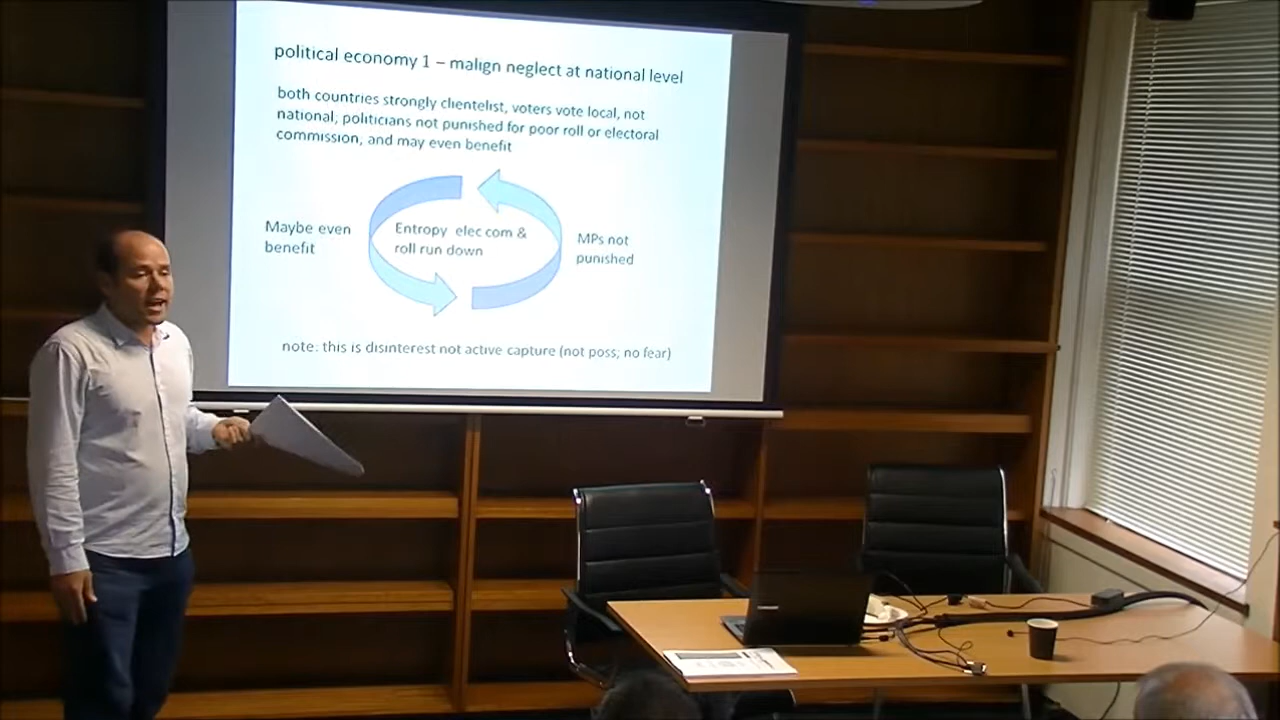 political economy 1 – malign neglect at national level
both countries strongly clientelist, voters vote local, not
national, politicians not punished for poor roll or electoral
commission, and may even benefit
Maybe even
benefit
Entropy elec com &
roll run down
MPs not
punished
note: this is disinterest not active capture (not poss; no fear)